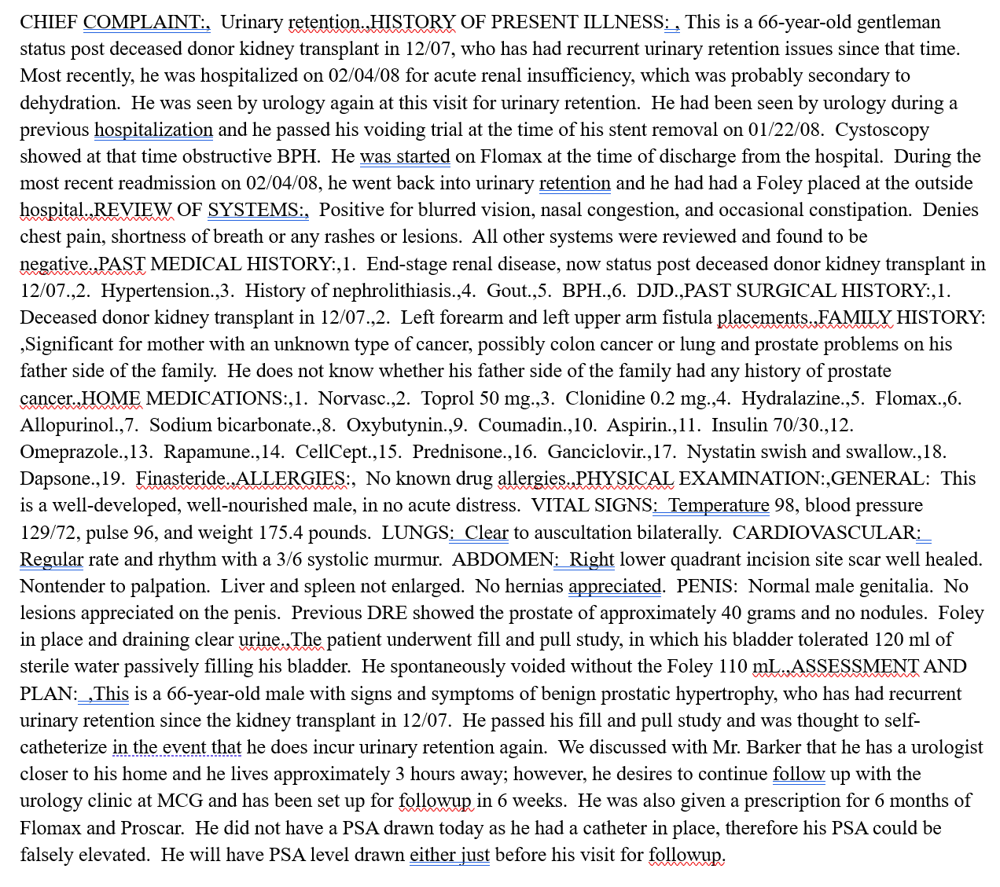 CHIEF COMPLAINT:,  Urinary retention.,HISTORY OF PRESENT ILLNESS: , This is a 66-year-old gentleman
status post deceased donor kidney transplant in 12/07, who has had recurrent urinary retention issues since that time.
Most recently, he was hospitalized on 02/04/08 for acute renal insufficiency, which was probably secondary to
dehydration.  He was seen by urology again at this visit for urinary retention.  He had been seen by urology during a
previous hospitalization and he passed his voiding trial at the time of his stent removal on 01/22/08.  Cystoscopy
showed at that time obstructive BPH.  He was started on Flomax at the time of discharge from the hospital.  During the
most recent readmission on 02/04/08, he went back into urinary retention and he had had a Foley placed at the outside
hospital.,REVIEW OF SYSTEMS:,  Positive for blurred vision, nasal congestion, and occasional constipation.  Denies
chest pain, shortness of breath or any rashes or lesions.  All other systems were reviewed and found to be
negative.,PAST MEDICAL HISTORY:,1.  End-stage renal disease, now status post deceased donor kidney transplant in
12/07.,2.  Hypertension.,3.  History of nephrolithiasis.,4.  Gout.,5.  BPH.,6.  DJD.,PAST SURGICAL HISTORY:,1.
Deceased donor kidney transplant in 12/07.,2.  Left forearm and left upper arm fistula placements.,FAMILY HISTORY:
,Significant for mother with an unknown type of cancer, possibly colon cancer or lung and prostate problems on his
father side of the family.  He does not know whether his father side of the family had any history of prostate
cancer.,HOME MEDICATIONS:,1.  Norvasc.,2.  Toprol 50 mg.,3.  Clonidine 0.2 mg.,4.  Hydralazine.,5.  Flomax.,6.
Allopurinol.,7.  Sodium bicarbonate.,8.  Oxybutynin.,9.  Coumadin.,10.  Aspirin.,11.  Insulin 70/30.,12.
Omeprazole.,13.  Rapamune.,14.  CellCept.,15.  Prednisone.,16.  Ganciclovir.,17.  Nystatin swish and swallow.,18.
Dapsone.,19.  Finasteride.,ALLERGIES:,  No known drug allergies.,PHYSICAL EXAMINATION:,GENERAL:  This
is a well-developed, well-nourished male, in no acute distress.  VITAL SIGNS:  Temperature 98, blood pressure
129/72, pulse 96, and weight 175.4 pounds.  LUNGS:  Clear to auscultation bilaterally.  CARDIOVASCULAR:
Regular rate and rhythm with a 3/6 systolic murmur.  ABDOMEN:  Right lower quadrant incision site scar well healed.
Nontender to palpation.  Liver and spleen not enlarged.  No hernias appreciated.  PENIS:  Normal male genitalia.  No
lesions appreciated on the penis.  Previous DRE showed the prostate of approximately 40 grams and no nodules.  Foley
in place and draining clear urine.,The patient underwent fill and pull study, in which his bladder tolerated 120 ml of
sterile water passively filling his bladder.  He spontaneously voided without the Foley 110 mL.,ASSESSMENT AND
PLAN:  ,This is a 66-year-old male with signs and symptoms of benign prostatic hypertrophy, who has had recurrent
urinary retention since the kidney transplant in 12/07.  He passed his fill and pull study and was thought to self-
catheterize in the event that he does incur urinary retention again.  We discussed with Mr. Barker that he has a urologist
closer to his home and he lives approximately 3 hours away; however, he desires to continue follow up with the
urology clinic at MCG and has been set up for followup in 6 weeks.  He was also given a prescription for 6 months of
Flomax and Proscar.  He did not have a PSA drawn today as he had a catheter in place, therefore his PSA could be
falsely elevated.  He will have PSA level drawn either just before his visit for followup.